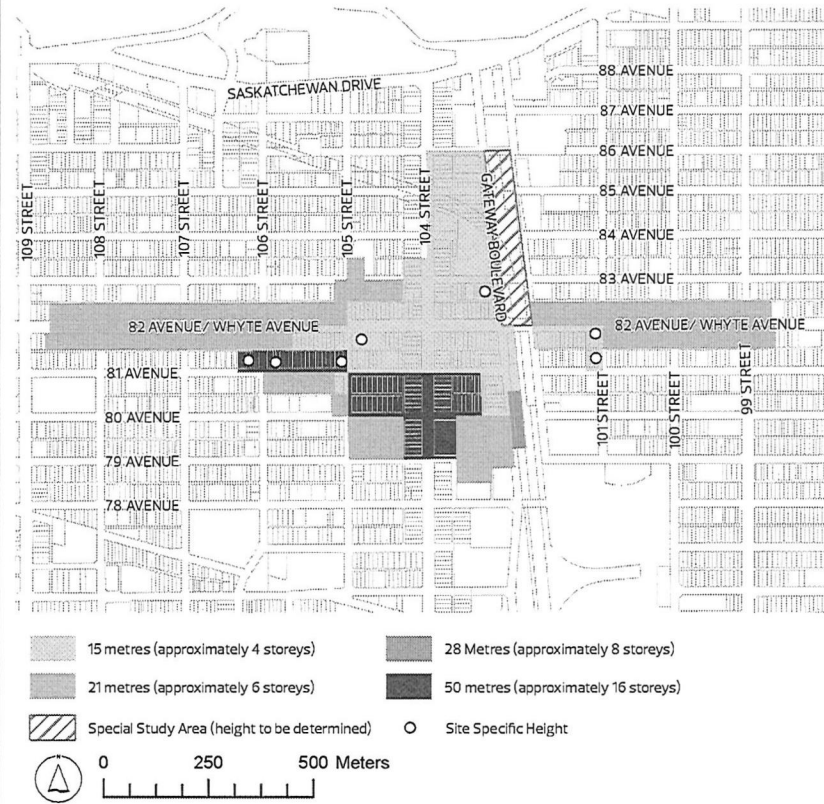 SASKATCHEWAN DRIVE
88 AVENUE
87 AVENUE
86 AVENUE
85 AVENUE
84 AVENUE
83 AVENUE
109 STREET
108 STREET
107 STREET
106 STREET
105 STREET
104 STREET
GATEWAY BOULEVARD
82 AVENUE/ WHYTE AVENUE
82 AVENUE/ WHYTE AVENUE
81 AVENUE
80 AVENUE
79 AVENUE
78 AVENUE
101 STREET
100 STREET
99 STREET
15 metres (approximately 4 storeys)
28 Metres (approximately 8 storeys)
21 metres (approximately 6 storeys)
50 metres (approximately 16 storeys)
Special Study Area (height to be determined)
Site Specific Height
N
0 250 500 Meters